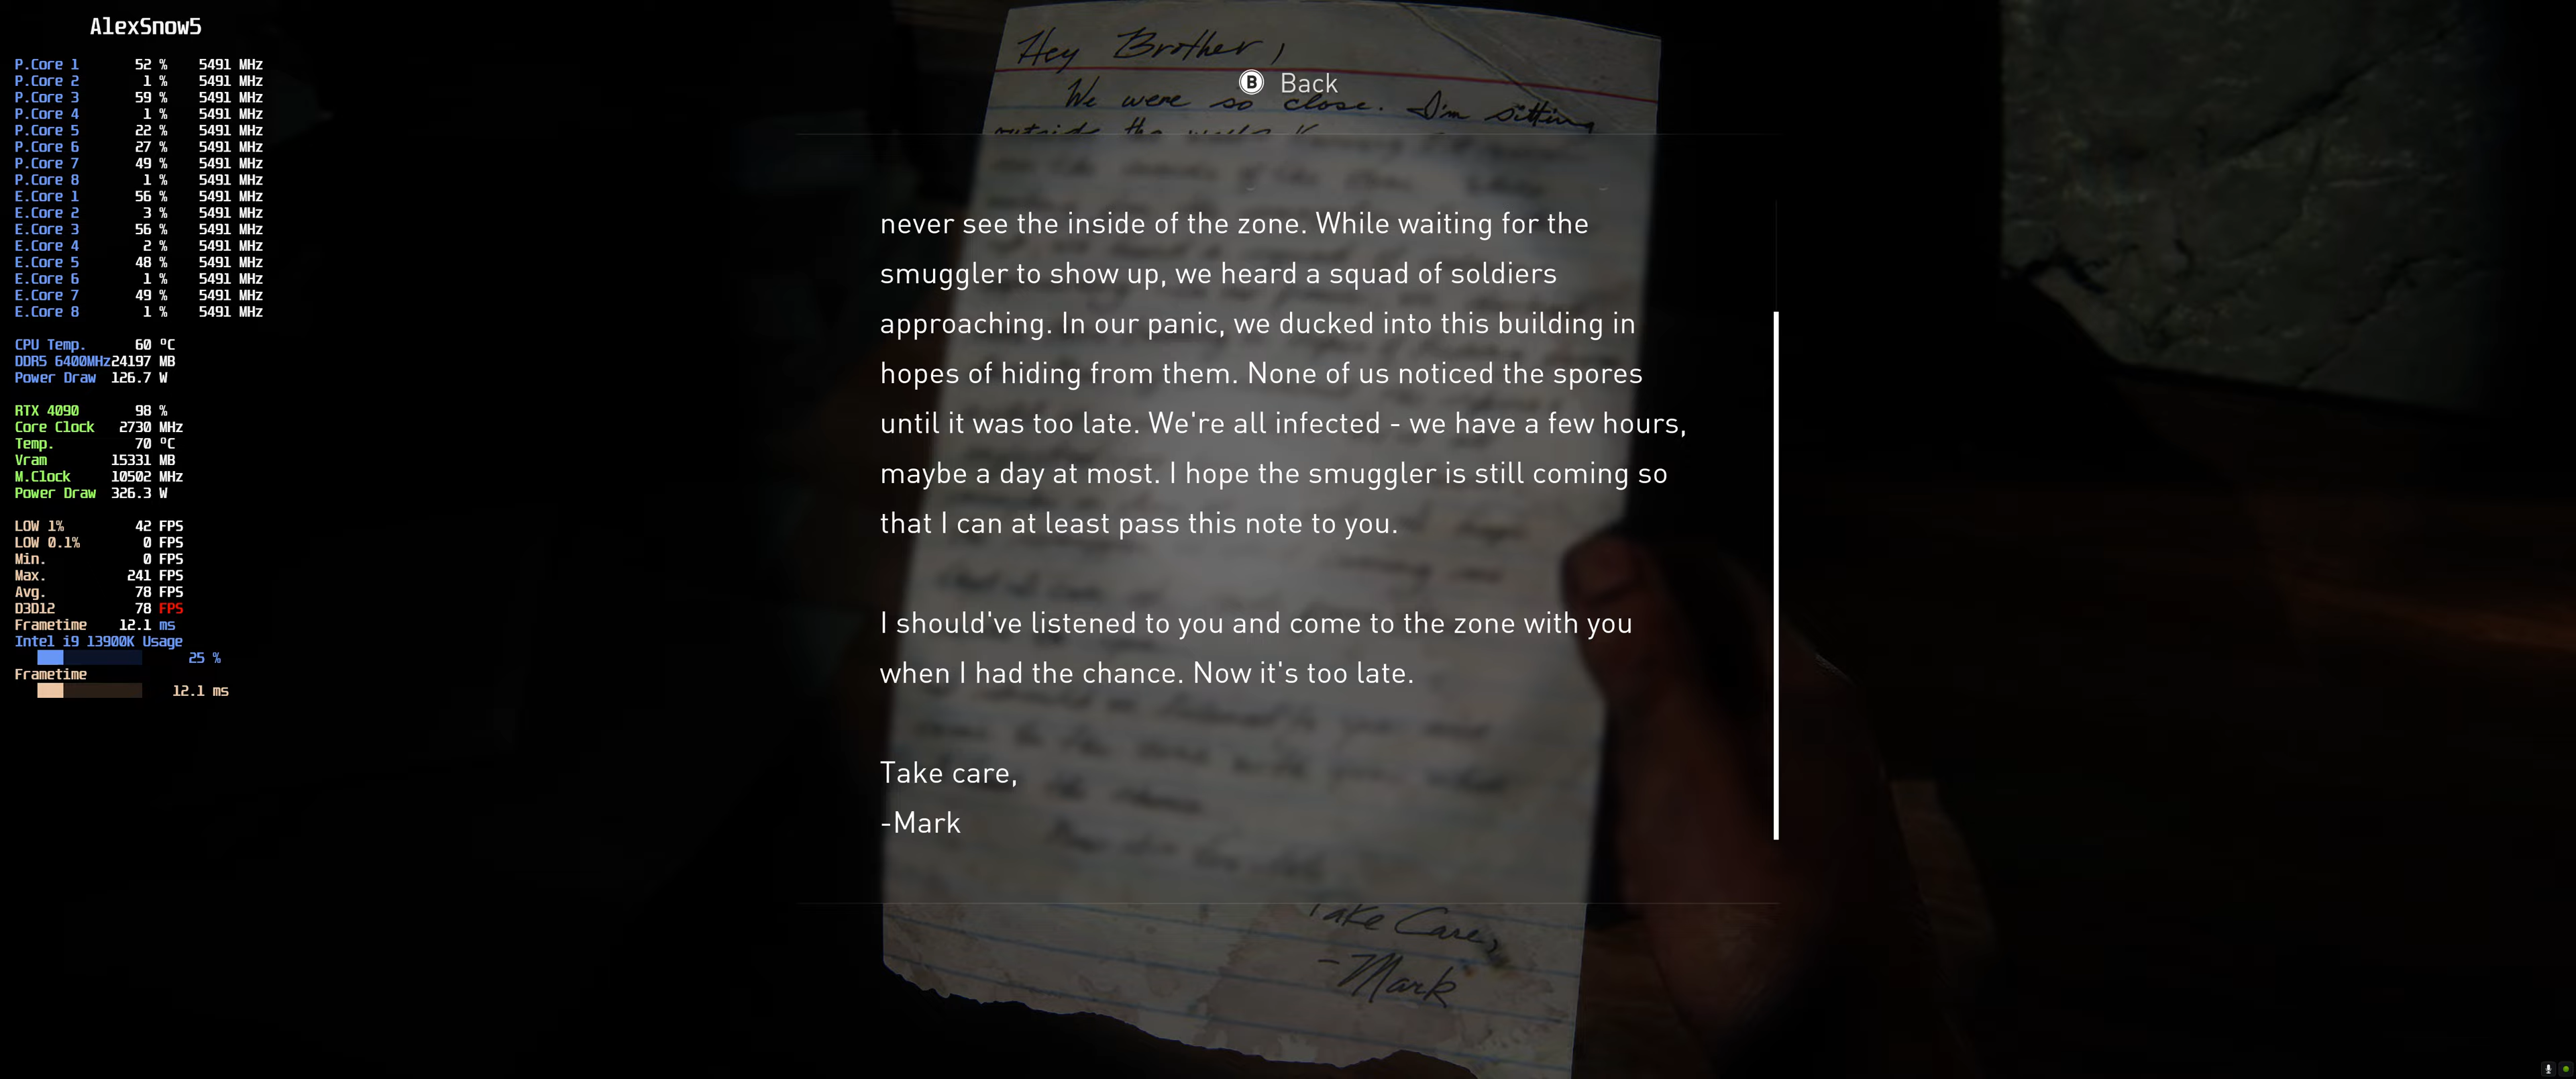 AlexSnow5
P.Core 1 52 % 5491 MHz
P.Core 2 1 % 5491 MHz
P.Core 3 59 % 5491 MHz
P.Core 4 1 % 5491 MHz
P.Core 5 22 % 5491 MHz
P.Core 6 27 % 5491 MHz
P.Core 7 49 % 5491 MHz
P.Core 8 1 % 5491 MHz
E.Core 1 56 % 5491 MHz
E.Core 2 3 % 5491 MHz
E.Core 3 56 % 5491 MHz
E.Core 4 2 % 5491 MHz
E.Core 5 48 % 5491 MHz
E.Core 6 1 % 5491 MHz
E.Core 7 49 % 5491 MHz
E.Core 8 1 % 5491 MHz
CPU Temp. 60 ºC
DDR5 6400MHz 24197 MB
Power Draw 126.7 W
RTX 4090 98 %
Core Clock 2730 MHz
Temp. 70 ºC
Vram 15331 MB
M.Clock 10502 MHz
Power Draw 326.3 W
LOW 1% 42 FPS
LOW 0.1% 0 FPS
Min. 0 FPS
Max. 241 FPS
Avg. 78 FPS
D3D12 78 FPS
Frametime 12.1 ms
Intel i9 13900K Usage
25 %
Frametime
12.1 ms
Hey Brother,
B Back
We were so close. I'm sitting
outside the
never see the inside of the zone. While waiting for the
smuggler to show up, we heard a squad of soldiers
approaching. In our panic, we ducked into this building in
hopes of hiding from them. None of us noticed the spores
until it was too late. We're all infected - we have a few hours,
maybe a day at most. I hope the smuggler is still coming so
that I can at least pass this note to you.
I should've listened to you and come to the zone with you
when I had the chance. Now it's too late.
Take care,
-Mark
Take Care,
-Mark